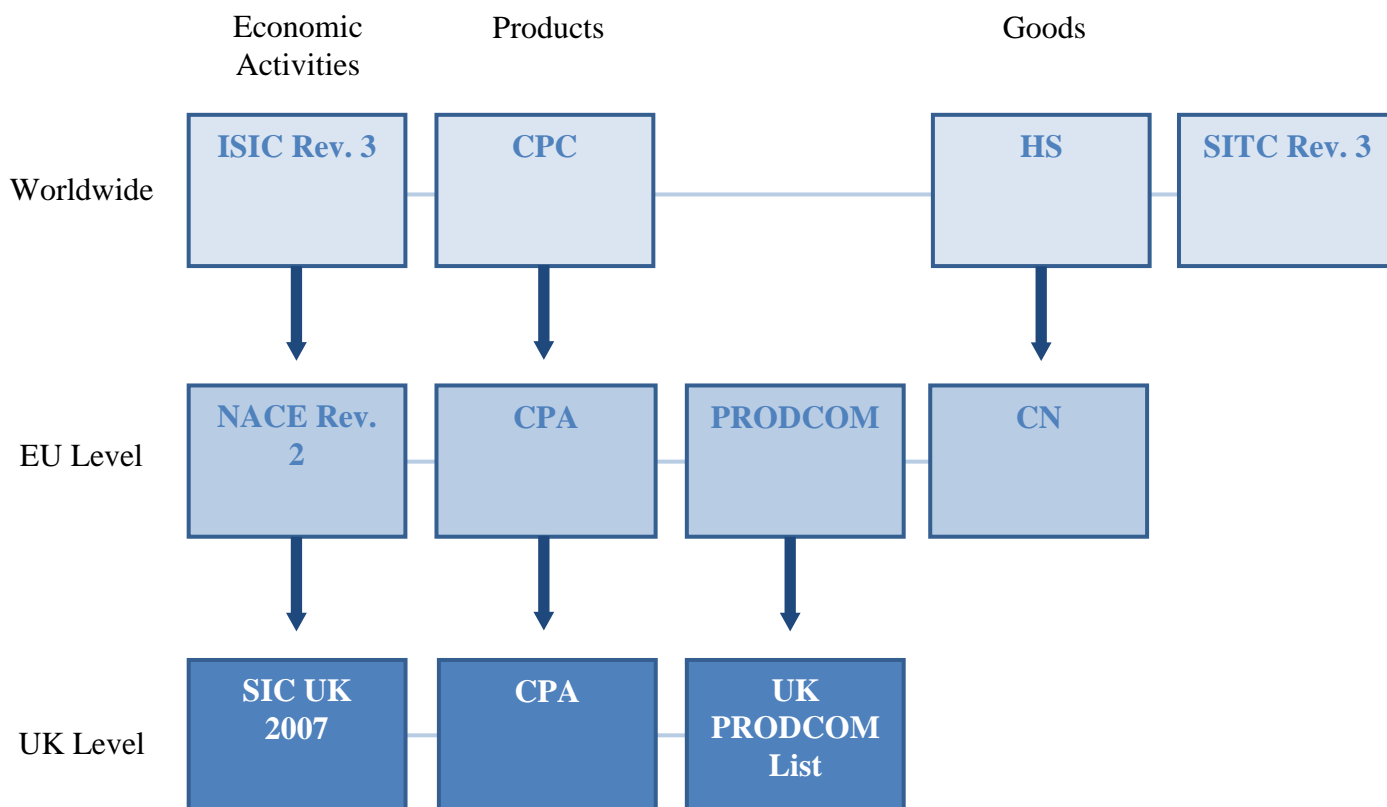 Economic
Activities
Products
Goods
Worldwide
ISIC Rev. 3
CPC
HS
SITC Rev. 3
EU Level
NACE Rev.
2
CPA
PRODCOM
CN
UK Level
SIC UK
2007
CPA
UK
PRODCOM
List